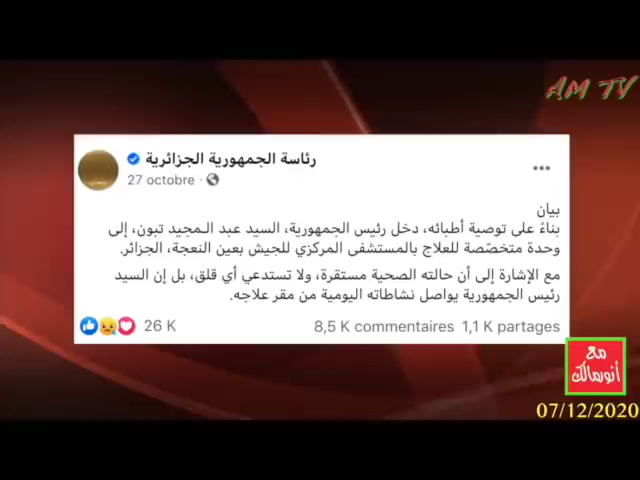 AM TV
رئاسة الجمهورية الجزائرية
27 octobre ·
بيان
بناءً على توصية أطبائه، دخل رئيس الجمهورية، السيد عبد الـمجيد تبون، إلى
وحدة متخصّصة للعلاج بالمستشفى المركزي للجيش بعين النعجة، الجزائر.
مع الإشارة إلى أن حالته الصحية مستقرة، ولا تستدعي أي قلق، بل إن السيد
رئيس الجمهورية يواصل نشاطاته اليومية من مقر علاجه.
26 K 8,5 K commentaires 1,1 K partages
مع
أنورمالك
07/12/2020